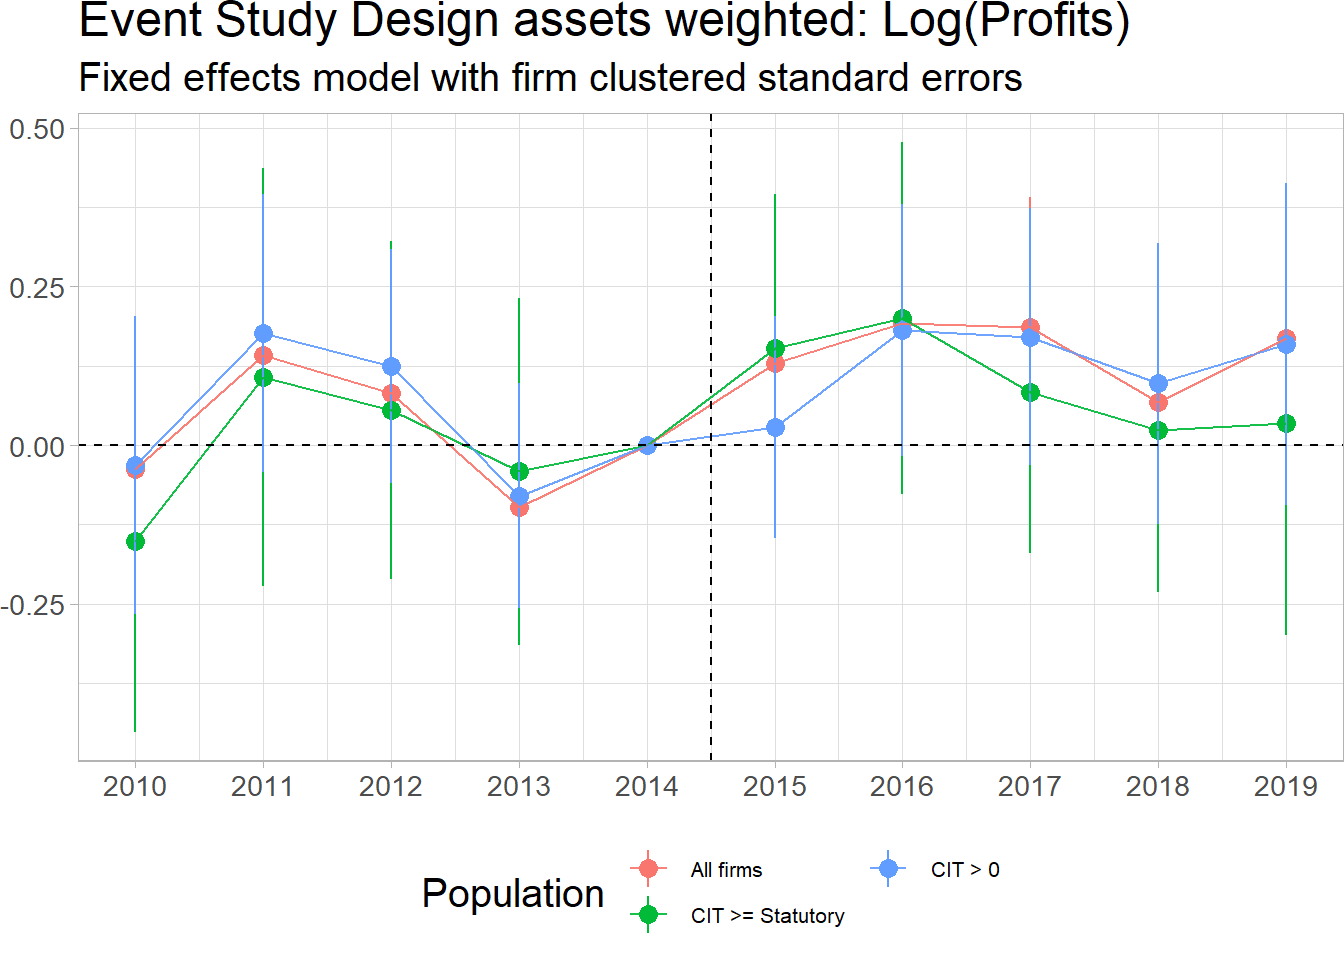 Event Study Design assets weighted: Log(Profits)
Fixed effects model with firm clustered standard errors
0.50
0.25
0.00
-0.25
2010 2011 2012 2013 2014 2015 2016 2017 2018 2019
Population
All firms
CIT > 0
CIT >= Statutory